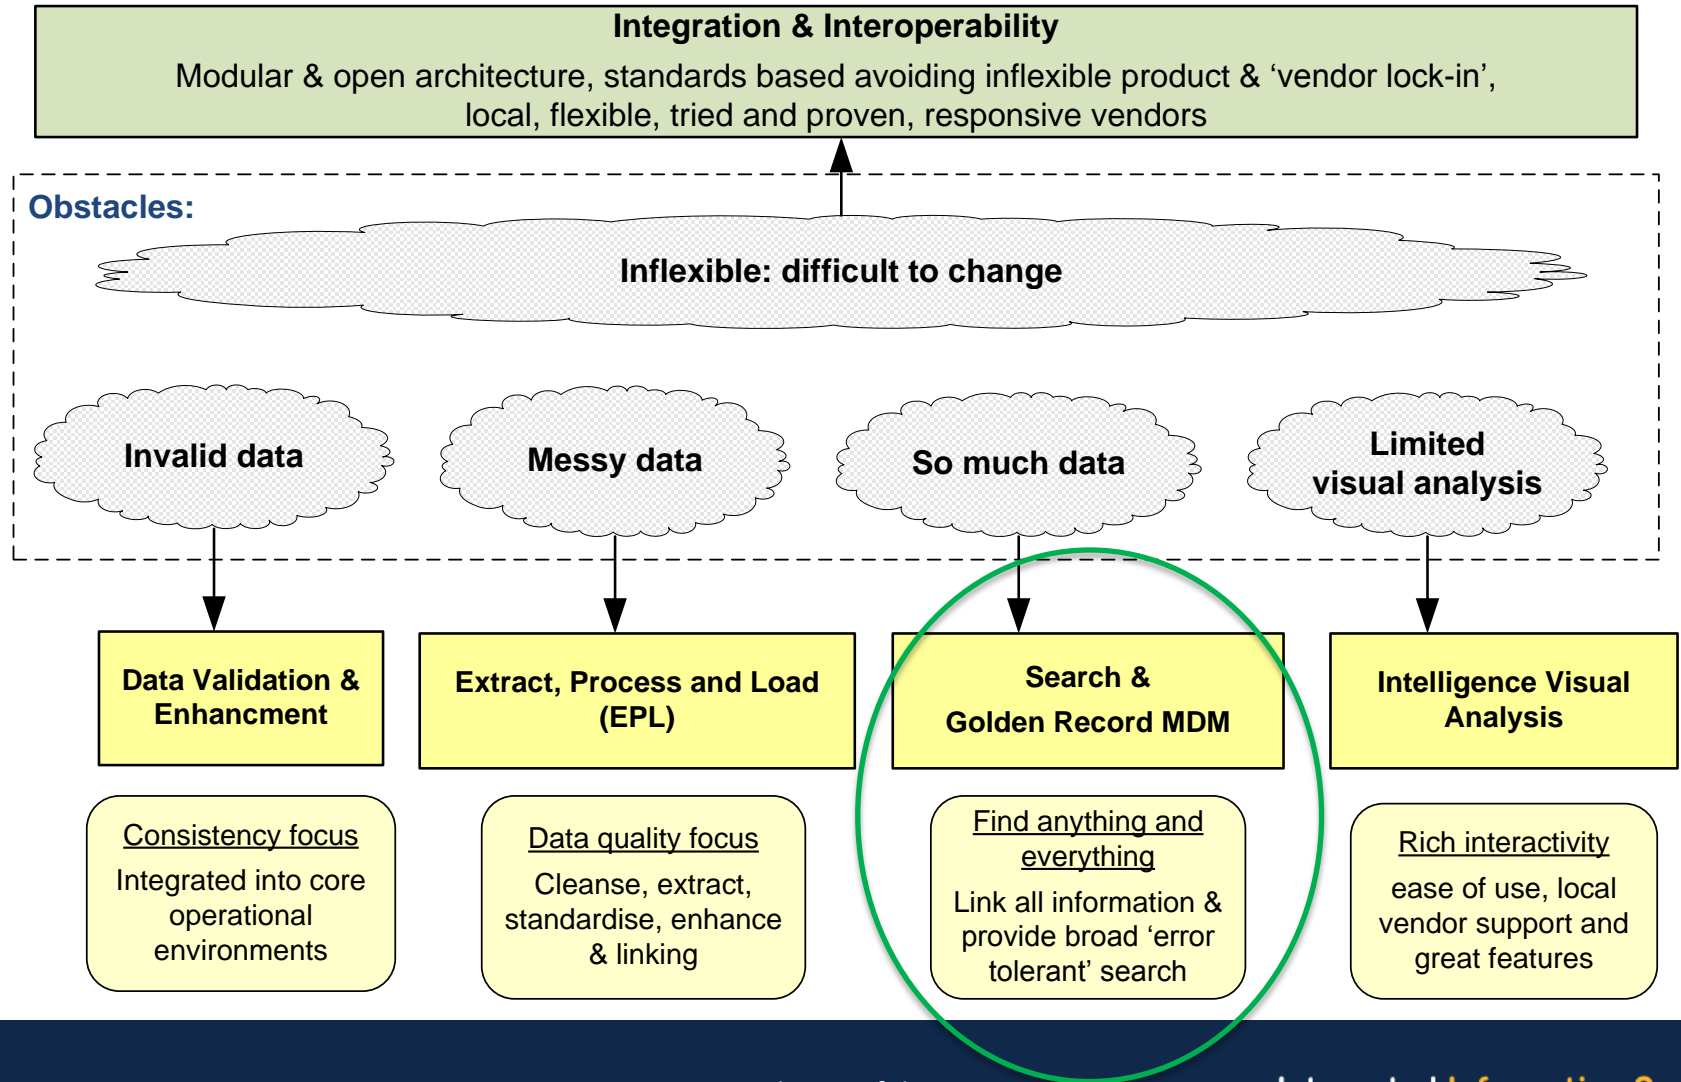 Integration & Interoperability
Modular & open architecture, standards based avoiding inflexible product & ‘vendor lock-in’,
local, flexible, tried and proven, responsive vendors
Obstacles:
Inflexible: difficult to change
Invalid data
Messy data
So much data
Limited
visual analysis
Data Validation &
Enhancment
Extract, Process and Load
(EPL)
Search &
Golden Record MDM
Intelligence Visual
Analysis
Consistency focus
Integrated into core
operational
environments
Data quality focus
Cleanse, extract,
standardise, enhance
& linking
Find anything and
everything
Link all information &
provide broad ‘error
tolerant’ search
Rich interactivity
ease of use, local
vendor support and
great features